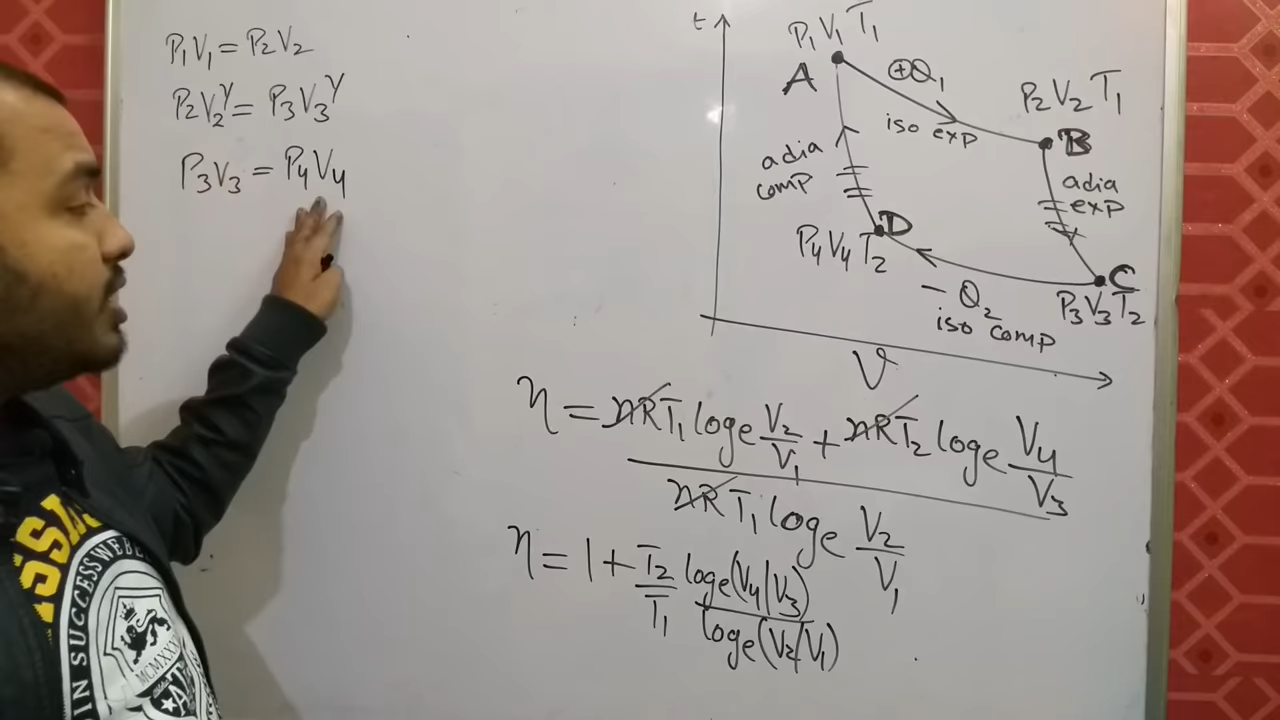 P₁V₁ = P₂V₂
P₂V₂^γ = P₃V₃^γ
P₃V₃ = P₄V₄
t
P₁V₁T₁
A
⊕Q₁
iso exp
P₂V₂T₁
B
adia
comp
adia
exp
D
P₄V₄T₂
C
P₃V₃T₂
− Q₂
iso comp
V
η = nRT₁ logₑ V₂/V₁ + nRT₂ logₑ V₄/V₃
nRT₁ logₑ V₂/V₁
η = 1 + T₂/T₁ logₑ(V₄/V₃)
logₑ(V₂/V₁)
MCMXXX